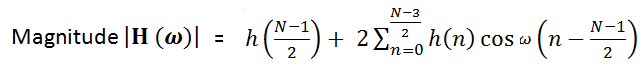 Magnitude |H (ω)| = h((N−1)/2) + 2 ∑_{n=0}^{(N−3)/2} h(n) cos ω (n − (N−1)/2)